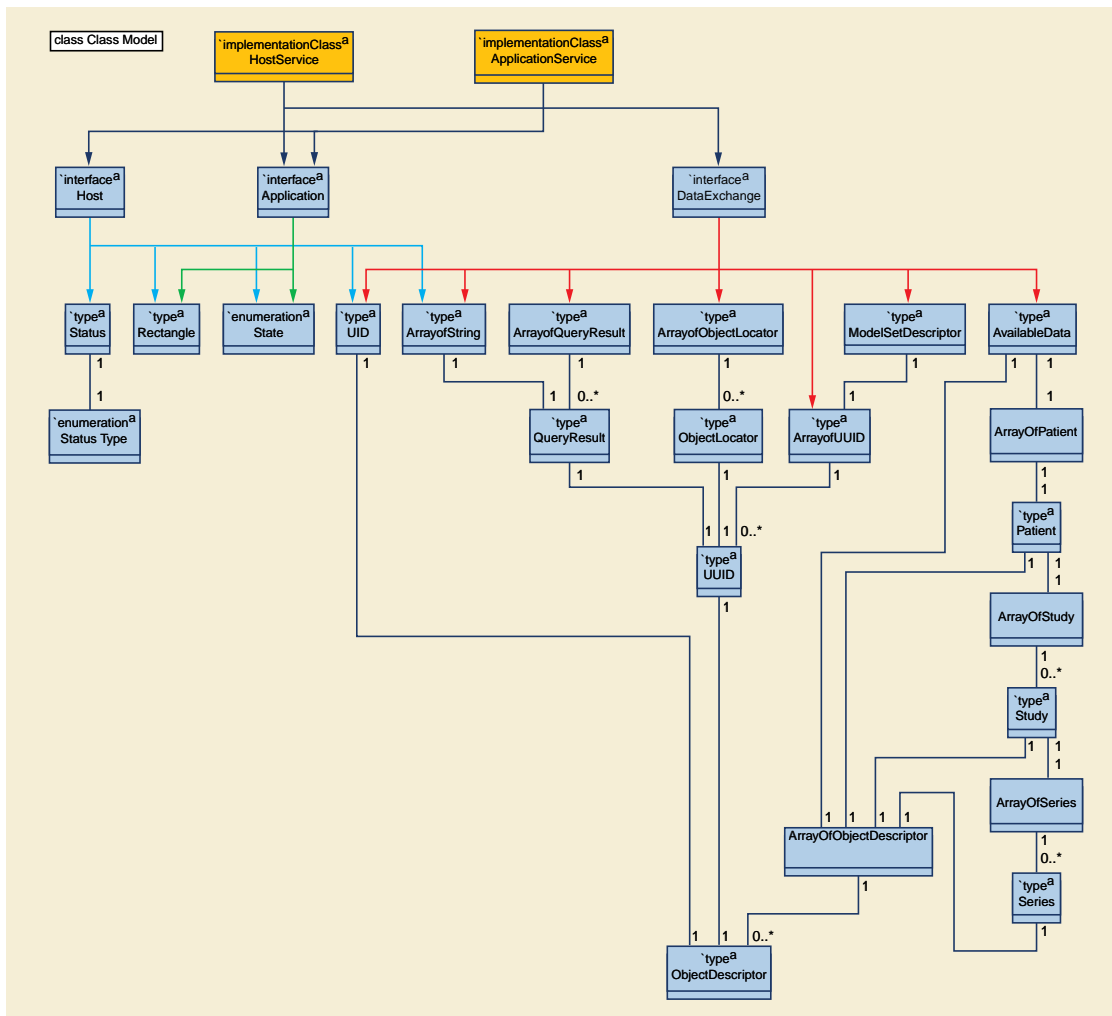 class Class Model
`implementationClassª
HostService
`implementationClassª
ApplicationService
`interfaceª
Host
`interfaceª
Application
`interfaceª
DataExchange
`typeª
Status
`typeª
Rectangle
`enumerationª
State
`typeª
UID
`typeª
ArrayofString
`typeª
ArrayofQueryResult
`typeª
ArrayofObjectLocator
`typeª
ModelSetDescriptor
`typeª
AvailableData
1
1
1
1
1
1
1
1
1
1
0..*
0..*
1
1
`enumerationª
Status Type
`typeª
QueryResult
`typeª
ObjectLocator
`typeª
ArrayofUUID
ArrayOfPatient
1
1
1
1
1
1
1
0..*
`typeª
Patient
`typeª
UUID
1
1
1
1
ArrayOfStudy
1
0..*
`typeª
Study
1
1
1
ArrayOfSeries
1
1
1
1
ArrayOfObjectDescriptor
1
0..*
`typeª
Series
1
1
1
1
0..*
`typeª
ObjectDescriptor